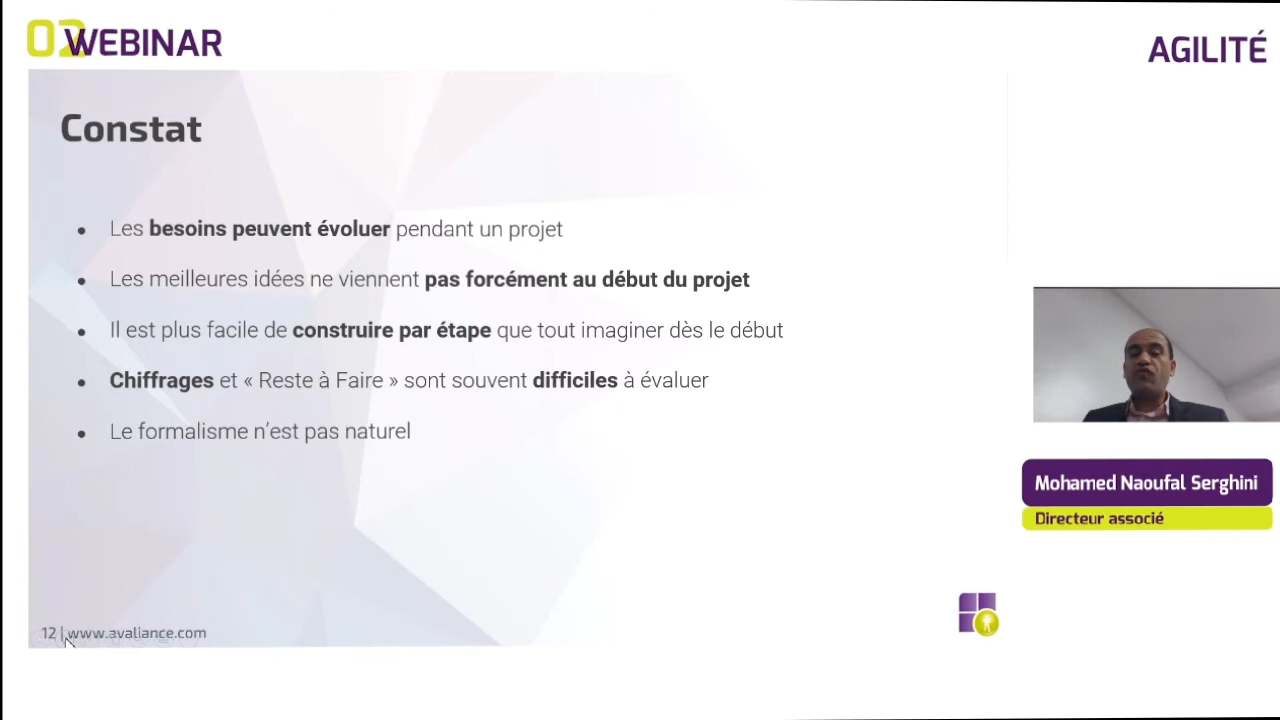 02 WEBINAR
AGILITÉ
Constat
• Les besoins peuvent évoluer pendant un projet
• Les meilleures idées ne viennent pas forcément au début du projet
• Il est plus facile de construire par étape que tout imaginer dès le début
• Chiffrages et « Reste à Faire » sont souvent difficiles à évaluer
• Le formalisme n’est pas naturel
Mohamed Naoufal Serghini
Directeur associé
12 | www.avaliance.com